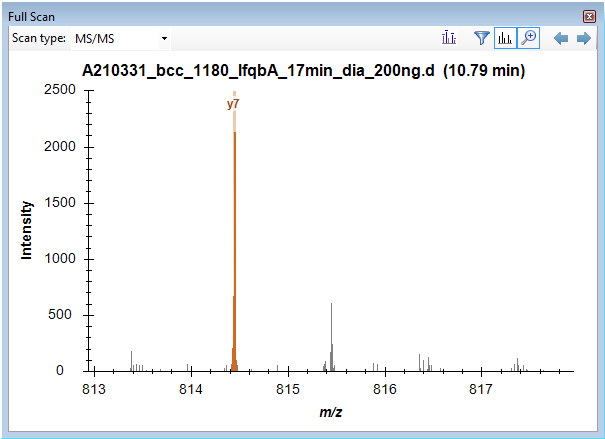 Full Scan
Scan type: MS/MS
A210331_bcc_1180_lfqbA_17min_dia_200ng.d (10.79 min)
y7
2500
2000
1500
1000
500
0
Intensity
813 814 815 816 817
m/z